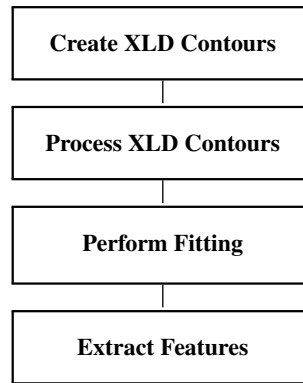 Create XLD Contours
Process XLD Contours
Perform Fitting
Extract Features